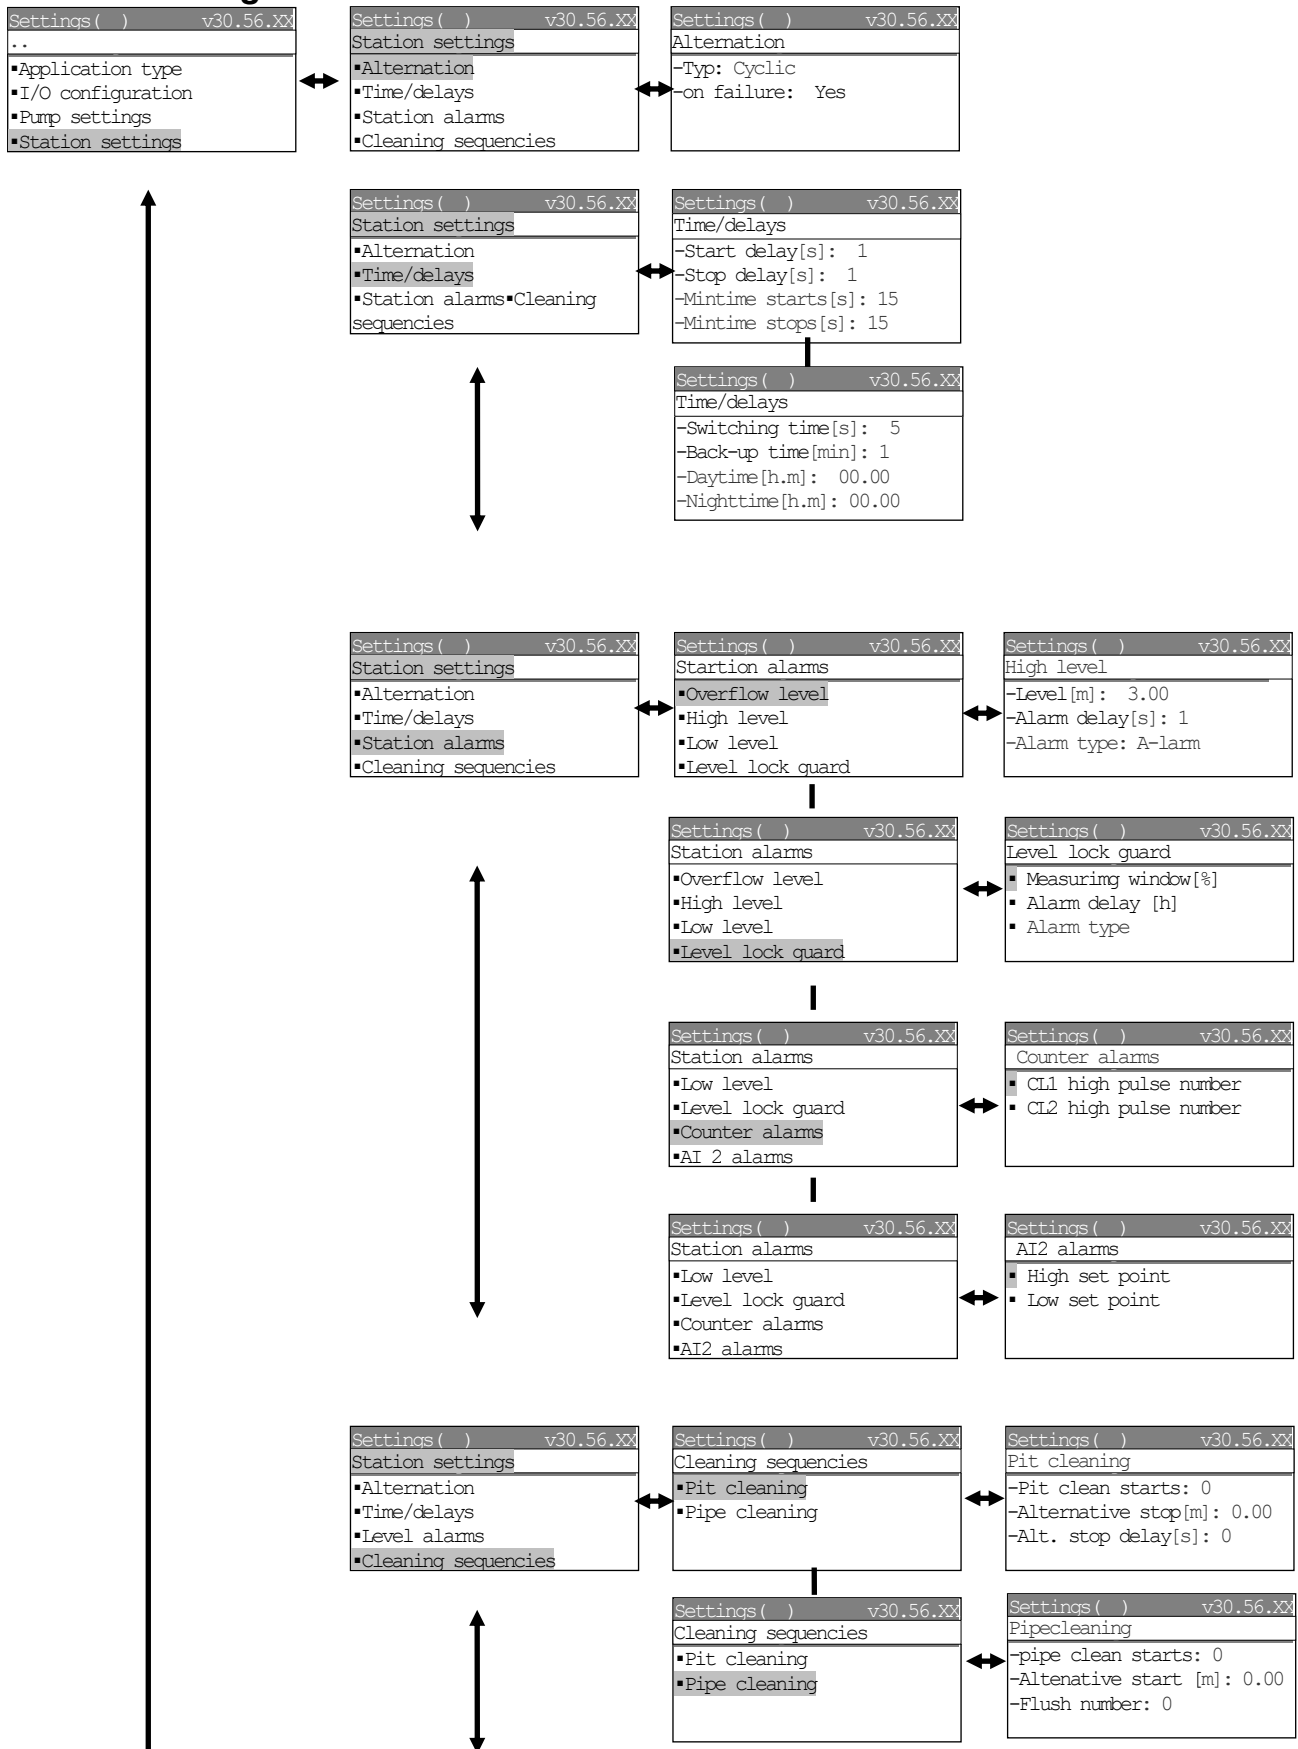 Settings( ) v30.56.XX
..
▪Application type
▪I/O configuration
▪Pump settings
▪Station settings
Settings( ) v30.56.XX
Station settings
▪Alternation
▪Time/delays
▪Station alarms
▪Cleaning sequencies
Settings( ) v30.56.XX
Alternation
-Typ: Cyclic
-on failure: Yes
Settings( ) v30.56.XX
Station settings
▪Alternation
▪Time/delays
▪Station alarms▪Cleaning
sequencies
Settings( ) v30.56.XX
Time/delays
-Start delay[s]: 1
-Stop delay[s]: 1
-Mintime starts[s]: 15
-Mintime stops[s]: 15
Settings( ) v30.56.XX
Time/delays
-Switching time[s]: 5
-Back-up time[min]: 1
-Daytime[h.m]: 00.00
-Nighttime[h.m]: 00.00
Settings( ) v30.56.XX
Station settings
▪Alternation
▪Time/delays
▪Station alarms
▪Cleaning sequencies
Settings( ) v30.56.XX
Startion alarms
▪Overflow level
▪High level
▪Low level
▪Level lock guard
Settings( ) v30.56.XX
High level
-Level[m]: 3.00
-Alarm delay[s]: 1
-Alarm type: A-larm
Settings( ) v30.56.XX
Station alarms
▪Overflow level
▪High level
▪Low level
▪Level lock guard
Settings( ) v30.56.XX
Level lock guard
▪ Measurimg window[%]
▪ Alarm delay [h]
▪ Alarm type
Settings( ) v30.56.XX
Station alarms
▪Low level
▪Level lock guard
▪Counter alarms
▪AI 2 alarms
Settings( ) v30.56.XX
Counter alarms
▪ CL1 high pulse number
▪ CL2 high pulse number
Settings( ) v30.56.XX
Station alarms
▪Low level
▪Level lock guard
▪Counter alarms
▪AI2 alarms
Settings( ) v30.56.XX
AI2 alarms
▪ High set point
▪ Low set point
Settings( ) v30.56.XX
Station settings
▪Alternation
▪Time/delays
▪Level alarms
▪Cleaning sequencies
Settings( ) v30.56.XX
Cleaning sequencies
▪Pit cleaning
▪Pipe cleaning
Settings( ) v30.56.XX
Pit cleaning
-Pit clean starts: 0
-Alternative stop[m]: 0.00
-Alt. stop delay[s]: 0
Settings( ) v30.56.XX
Cleaning sequencies
▪Pit cleaning
▪Pipe cleaning
Settings( ) v30.56.XX
Pipecleaning
-pipe clean starts: 0
-Altenative start [m]: 0.00
-Flush number: 0